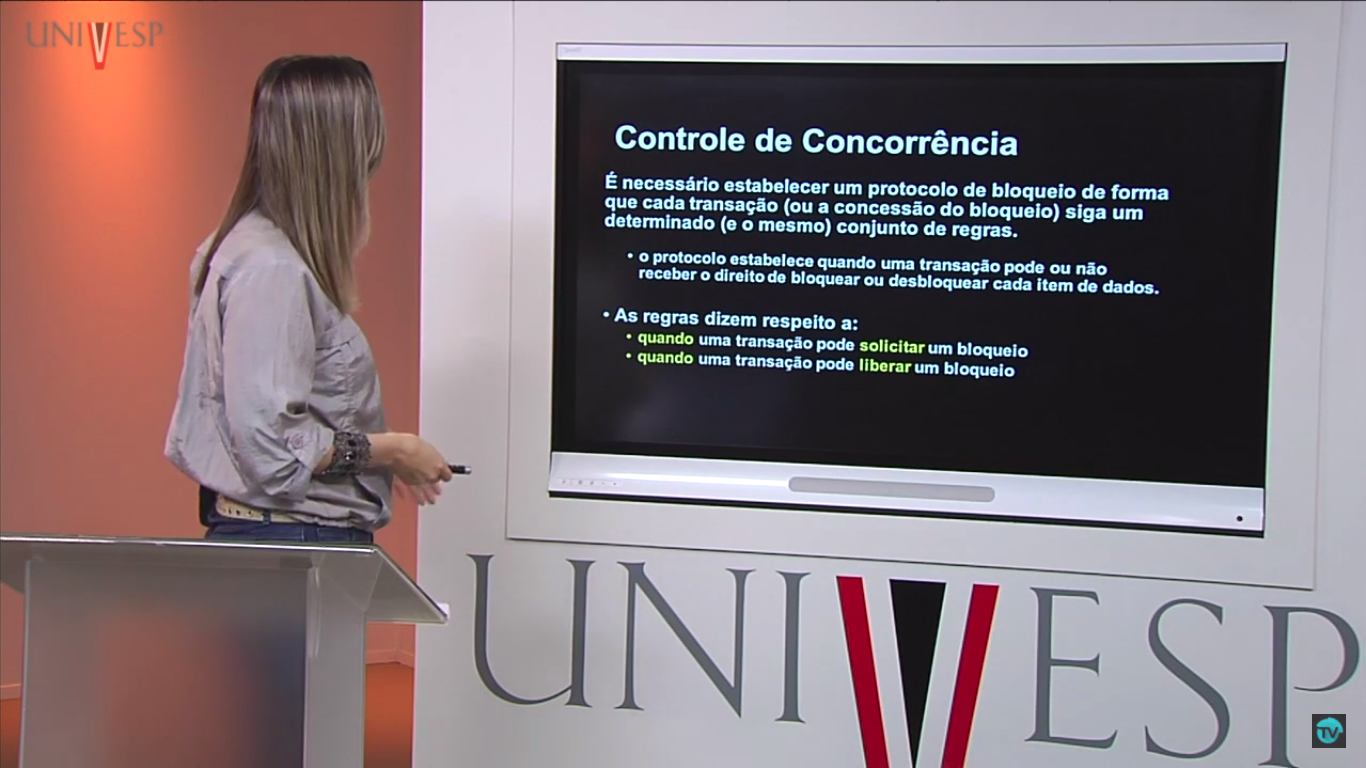 UNIVESP
Controle de Concorrência
É necessário estabelecer um protocolo de bloqueio de forma
que cada transação (ou a concessão do bloqueio) siga um
determinado (e o mesmo) conjunto de regras.
• o protocolo estabelece quando uma transação pode ou não
receber o direito de bloquear ou desbloquear cada item de dados.
• As regras dizem respeito a:
• quando uma transação pode solicitar um bloqueio
• quando uma transação pode liberar um bloqueio
UNIVESP
TV